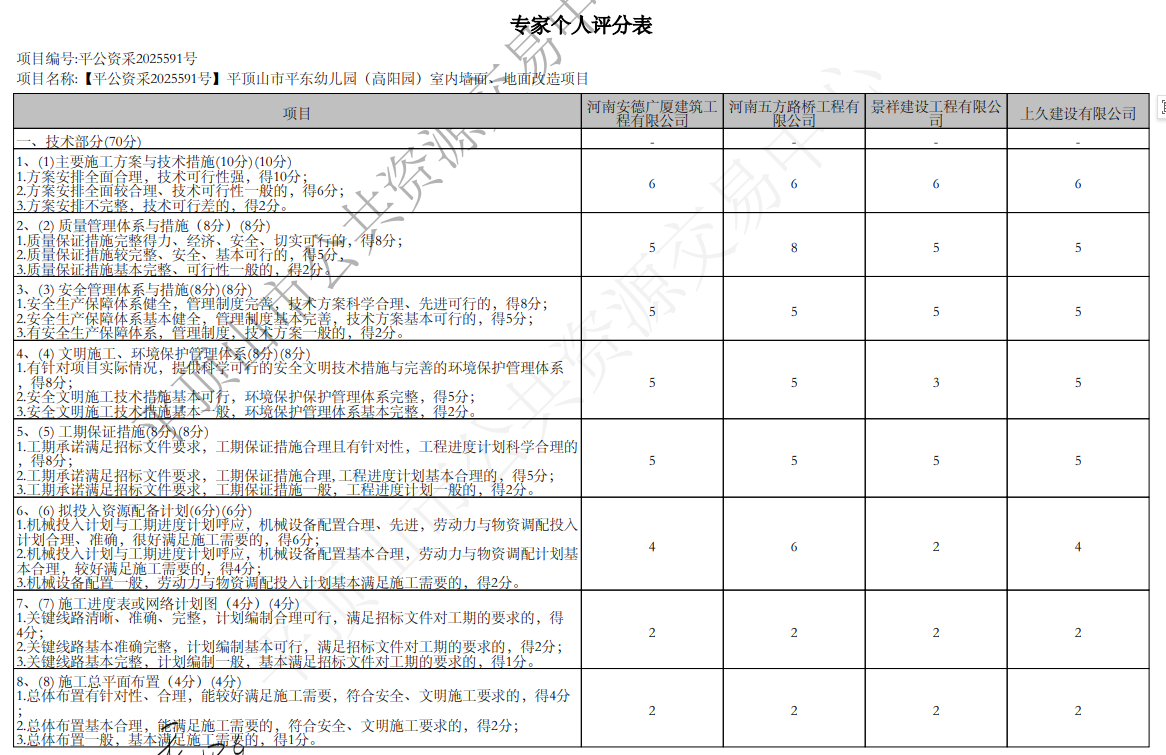 专家个人评分表
项目编号:平公资采2025591号
项目名称:【平公资采2025591号】平顶山市平东幼儿园（高阳园）室内墙面、地面改造项目
项目 河南安德广厦建筑工程有限公司 河南五方路桥工程有限公司 景祥建设工程有限公司 上久建设有限公司
一、技术部分(70分) - - - -
1、(1)主要施工方案与技术措施(10分)(10分)
1.方案安排全面合理，技术可行性强，得10分；
2.方案安排全面较合理、技术可行性一般的，得6分；
3.方案安排不完整，技术可行差的，得2分。
6 6 6 6
2、(2) 质量管理体系与措施（8分）(8分)
1.质量保证措施完整得力、经济、安全、切实可行的，得8分；
2.质量保证措施较完整、安全、基本可行的，得5分，
3.质量保证措施基本完整、可行性一般的，得2分。
5 8 5 5
3、(3) 安全管理体系与措施(8分)(8分)
1.安全生产保障体系健全，管理制度完善，技术方案科学合理、先进可行的，得8分；
2.安全生产保障体系基本健全，管理制度基本完善，技术方案基本可行的，得5分；
3.有安全生产保障体系，管理制度，技术方案一般的，得2分。
5 5 5 5
4、(4) 文明施工、环境保护管理体系(8分)(8分)
1.有针对项目实际情况，提供科学可行的安全文明技术措施与完善的环境保护管理体系
，得8分；
2.安全文明施工技术措施基本可行，环境保护保护管理体系完整，得5分；
3.安全文明施工技术措施基本一般，环境保护管理体系基本完整，得2分。
5 5 3 5
5、(5) 工期保证措施(8分)(8分)
1.工期承诺满足招标文件要求，工期保证措施合理且有针对性，工程进度计划科学合理的
，得8分；
2.工期承诺满足招标文件要求，工期保证措施合理,工程进度计划基本合理的，得5分；
3.工期承诺满足招标文件要求，工期保证措施一般，工程进度计划一般的，得2分。
5 5 5 5
6、(6) 拟投入资源配备计划(6分)(6分)
1.机械投入计划与工期进度计划呼应，机械设备配置合理、先进，劳动力与物资调配投入
计划合理、准确，很好满足施工需要的，得6分；
2.机械投入计划与工期进度计划呼应，机械设备配置基本合理，劳动力与物资调配计划基
本合理，较好满足施工需要的，得4分；
3.机械设备配置一般，劳动力与物资调配投入计划基本满足施工需要的，得2分。
4 6 2 4
7、(7) 施工进度表或网络计划图（4分）(4分)
1.关键线路清晰、准确、完整，计划编制合理可行，满足招标文件对工期的要求的，得
4分；
2.关键线路基本准确完整，计划编制基本可行，满足招标文件对工期的要求的，得2分；
3.关键线路基本完整，计划编制一般，基本满足招标文件对工期的要求的，得1分。
2 2 2 2
8、(8) 施工总平面布置（4分）(4分)
1.总体布置有针对性、合理，能较好满足施工需要，符合安全、文明施工要求的，得4分
；
2.总体布置基本合理，能满足施工需要的，符合安全、文明施工要求的，得2分；
3.总体布置一般，基本满足施工需要的，得1分。
2 2 2 2
平顶山市公共资源交易中
平顶山市公共资源交易中心